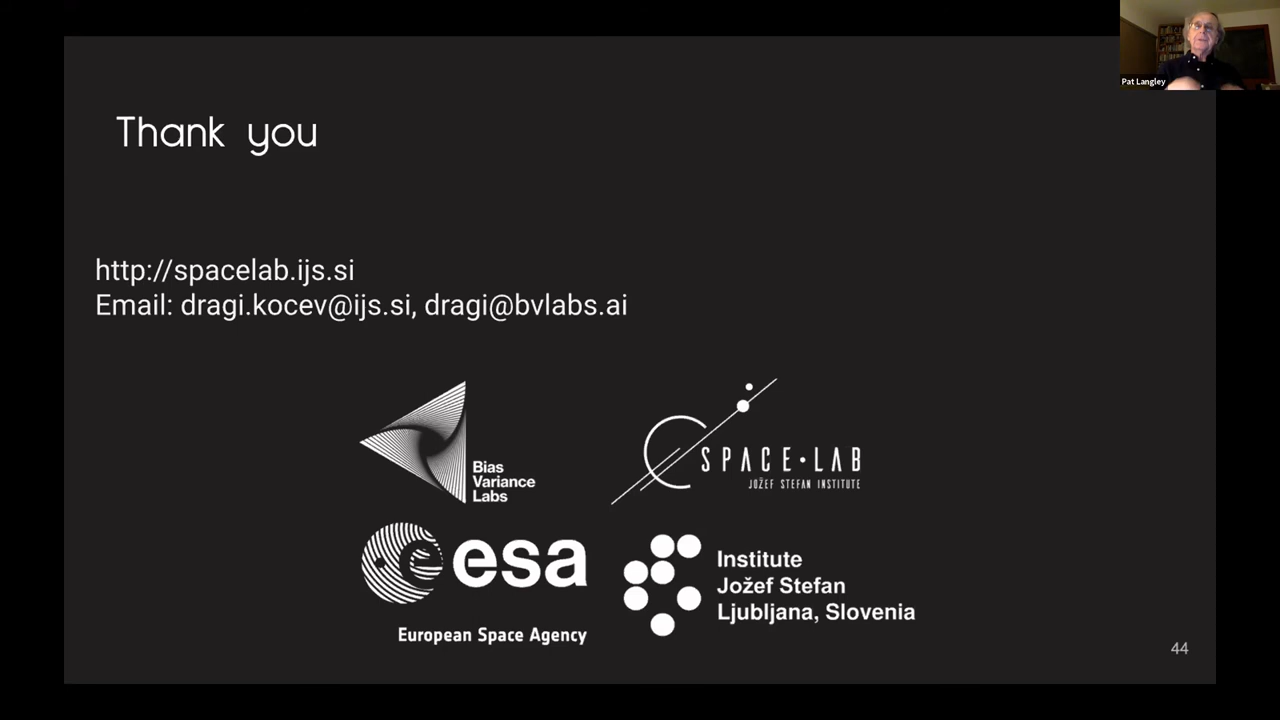 Pat Langley
Thank you
http://spacelab.ijs.si
Email: dragi.kocev@ijs.si, dragi@bvlabs.ai
Bias
Variance
Labs
SPACE•LAB
JOŽEF STEFAN INSTITUTE
esa
European Space Agency
Institute
Jožef Stefan
Ljubljana, Slovenia
44